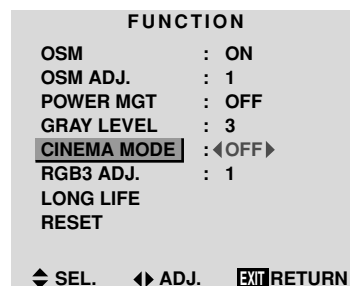 FUNCTION
OSM : ON
OSM ADJ. : 1
POWER MGT : OFF
GRAY LEVEL : 3
CINEMA MODE : OFF
RGB3 ADJ. : 1
LONG LIFE
RESET
SEL. ADJ. EXIT RETURN